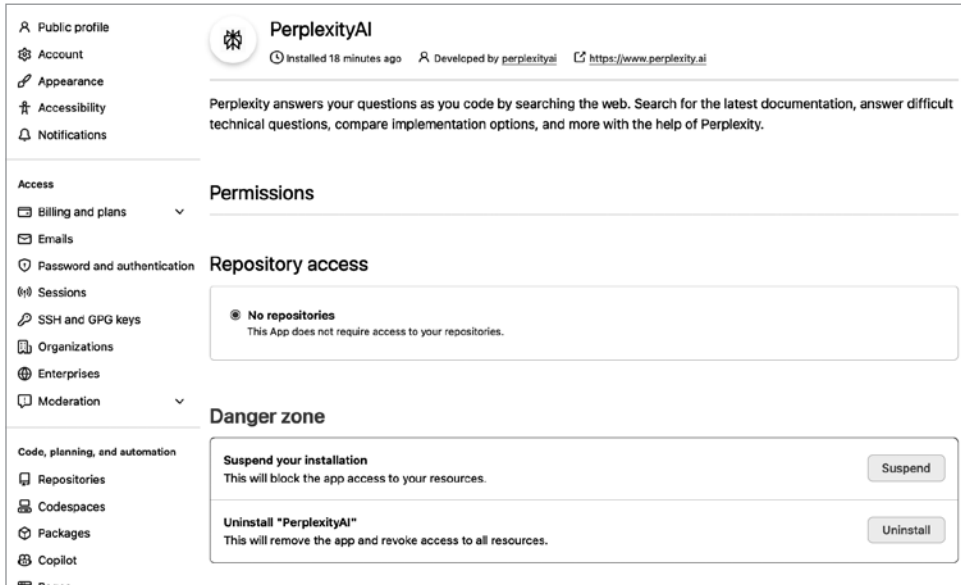 Public profile
Account
Appearance
Accessibility
Notifications
Access
Billing and plans
Emails
Password and authentication
Sessions
SSH and GPG keys
Organizations
Enterprises
Moderation
Code, planning, and automation
Repositories
Codespaces
Packages
Copilot
PerplexityAI
Installed 18 minutes ago Developed by perplexityai https://www.perplexity.ai
Perplexity answers your questions as you code by searching the web. Search for the latest documentation, answer difficult
technical questions, compare implementation options, and more with the help of Perplexity.
Permissions
Repository access
No repositories
This App does not require access to your repositories.
Danger zone
Suspend your installation
This will block the app access to your resources.
Suspend
Uninstall "PerplexityAI"
This will remove the app and revoke access to all resources.
Uninstall